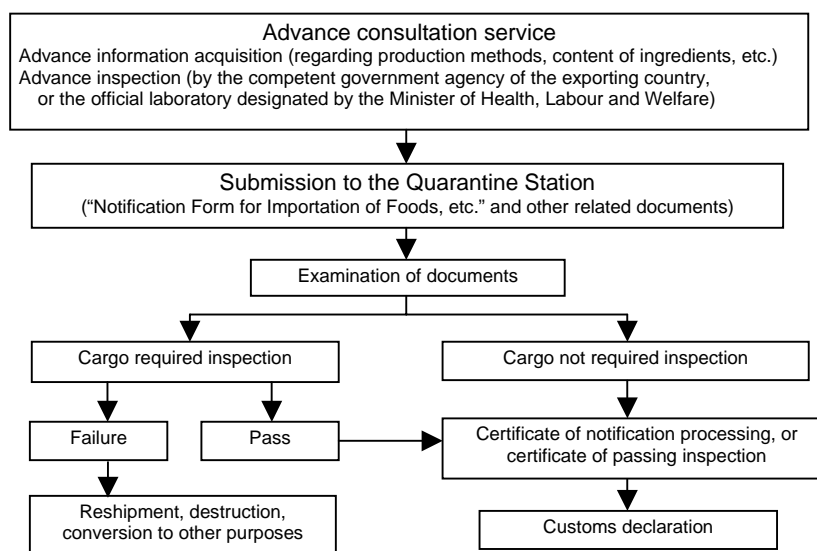 Advance consultation service
Advance information acquisition (regarding production methods, content of ingredients, etc.)
Advance inspection (by the competent government agency of the exporting country,
or the official laboratory designated by the Minister of Health, Labour and Welfare)
Submission to the Quarantine Station
(“Notification Form for Importation of Foods, etc.” and other related documents)
Examination of documents
Cargo required inspection
Cargo not required inspection
Failure
Pass
Certificate of notification processing, or
certificate of passing inspection
Reshipment, destruction,
conversion to other purposes
Customs declaration